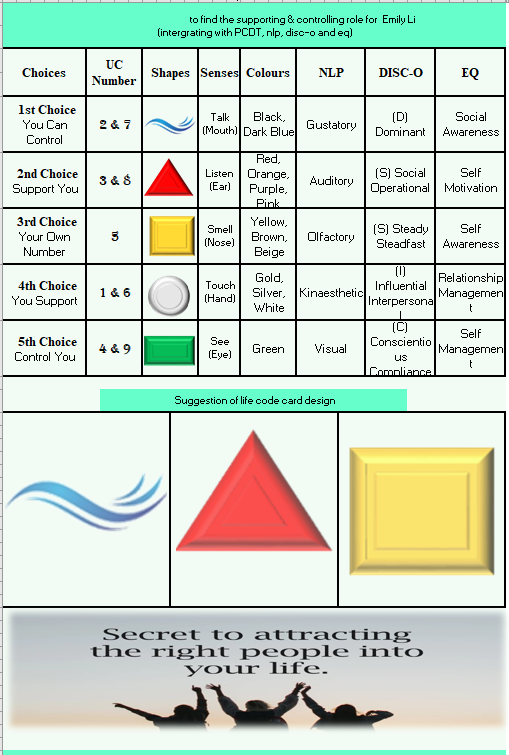 to find the supporting & controlling role for Emily Li
(intergrating with PCDT, nlp, disc-o and eq)
Choices
UC
Number
Shapes
Senses
Colours
NLP
DISC-O
EQ
1st Choice
You Can
Control
2 & 7
Talk
(Mouth)
Black,
Dark Blue
Gustatory
(D)
Dominant
Social
Awareness
2nd Choice
Support You
3 & 8
Listen
(Ear)
Red,
Orange,
Purple,
Pink
Auditory
(S) Social
Operational
Self
Motivation
3rd Choice
Your Own
Number
5
Smell
(Nose)
Yellow,
Brown,
Beige
Olfactory
(S) Steady
Steadfast
Self
Awareness
4th Choice
You Support
1 & 6
Touch
(Hand)
Gold,
Silver,
White
Kinaesthetic
(I)
Influential
Interpersona
l
Relationship
Managemen
t
5th Choice
Control You
4 & 9
See
(Eye)
Green
Visual
(C)
Conscientio
us
Compliance
Self
Managemen
t
Suggestion of life code card design
Secret to attracting
the right people into
your life.